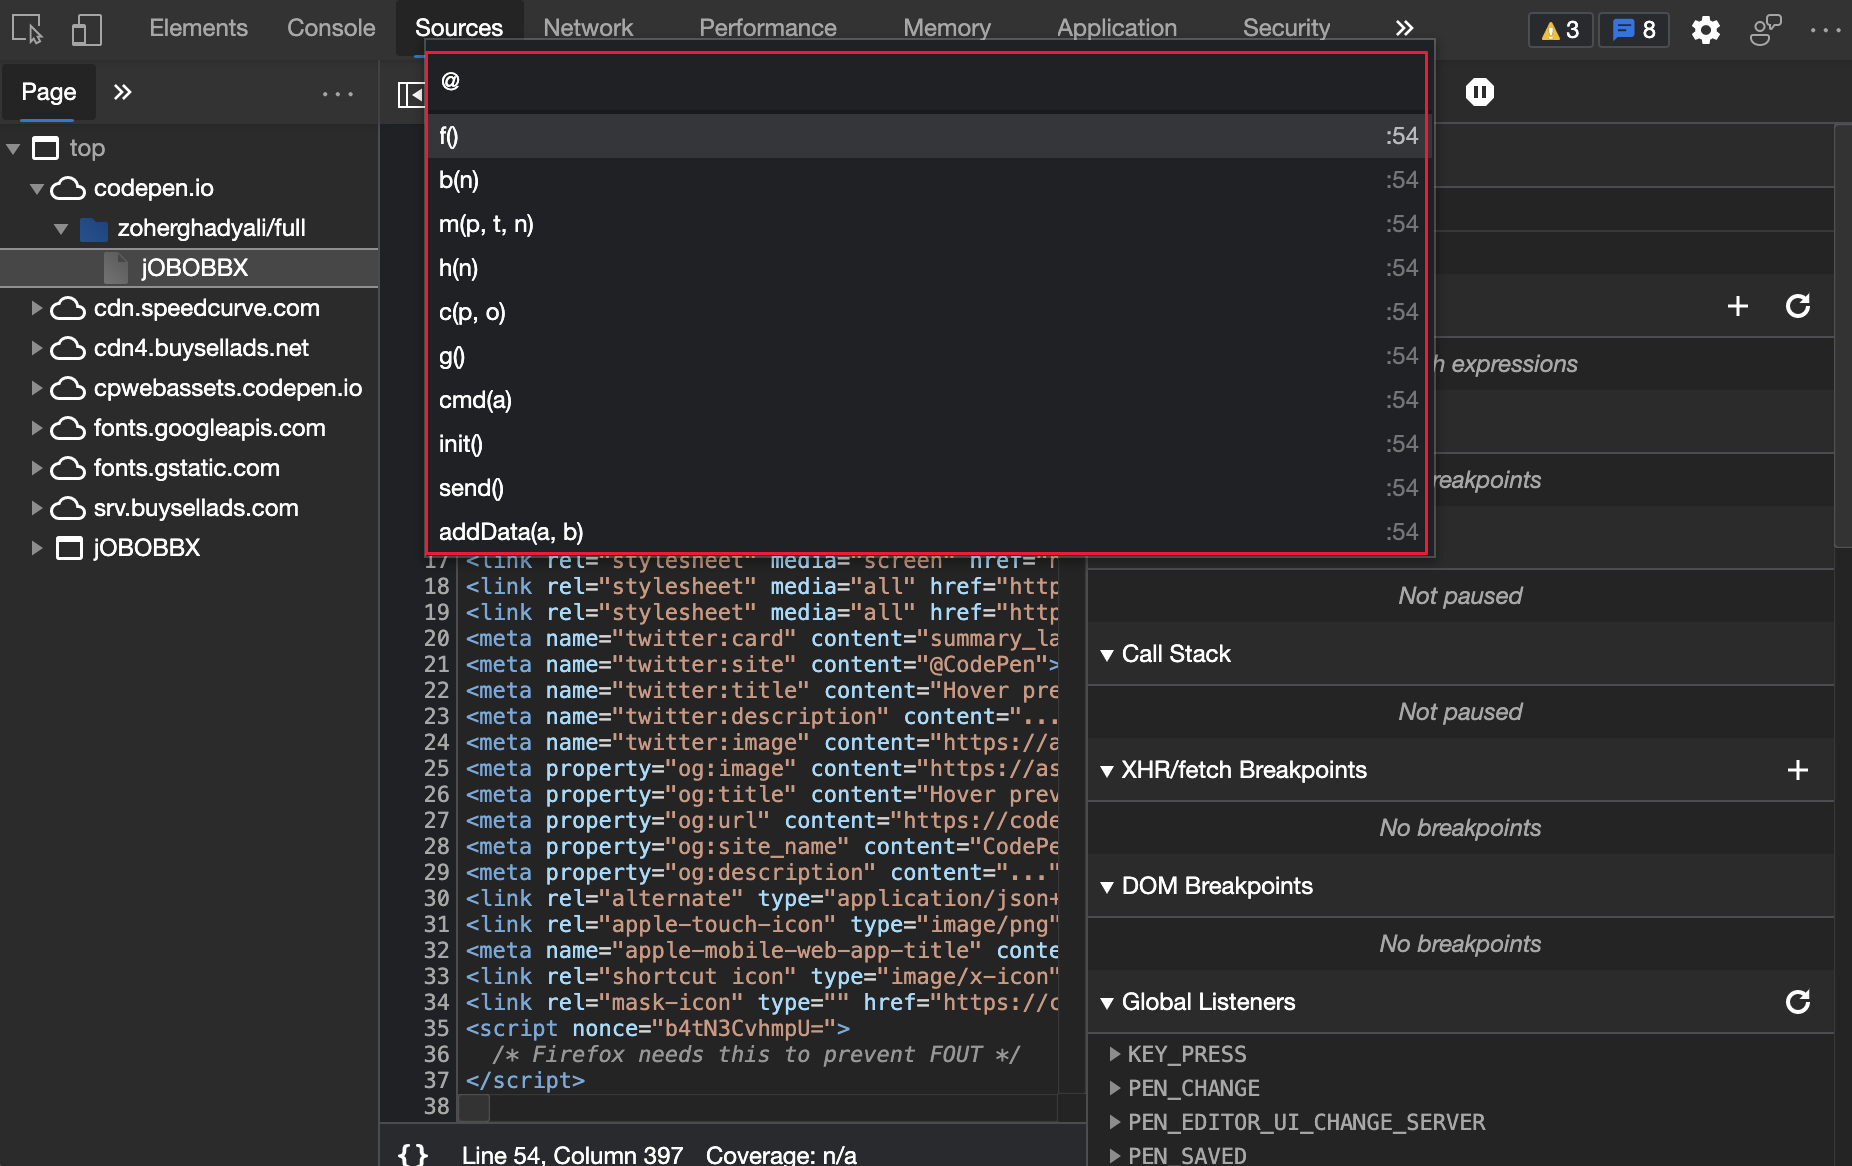 Elements Console Sources Network Performance Memory Application Security » 3 8 ...
Page » ...
@
f() :54
b(n) :54
m(p, t, n) :54
h(n) :54
c(p, o) :54
g() :54
cmd(a) :54
init() :54
send() :54
addData(a, b) :54
top
codepen.io
zoherghadyali/full
jOBOBBX
cdn.speedcurve.com
cdn4.buysellads.net
cpwebassets.codepen.io
fonts.googleapis.com
fonts.gstatic.com
srv.buysellads.com
jOBOBBX
17 <link rel="stylesheet" media="screen" href="h
18 <link rel="stylesheet" media="all" href="http
19 <link rel="stylesheet" media="all" href="http
20 <meta name="twitter:card" content="summary_la
21 <meta name="twitter:site" content="@CodePen">
22 <meta name="twitter:title" content="Hover pre
23 <meta name="twitter:description" content="...
24 <meta name="twitter:image" content="https://a
25 <meta property="og:image" content="https://as
26 <meta property="og:title" content="Hover prev
27 <meta property="og:url" content="https://code
28 <meta property="og:site_name" content="CodePe
29 <meta property="og:description" content="..."
30 <link rel="alternate" type="application/json+
31 <link rel="apple-touch-icon" type="image/png"
32 <meta name="apple-mobile-web-app-title" conte
33 <link rel="shortcut icon" type="image/x-icon"
34 <link rel="mask-icon" type="" href="https://c
35 <script nonce="b4tN3CvhmpU=">
36 /* Firefox needs this to prevent FOUT */
37 </script>
38
{} Line 54, Column 397 Coverage: n/a
h expressions
reakpoints
Not paused
Call Stack
Not paused
XHR/fetch Breakpoints
No breakpoints
DOM Breakpoints
No breakpoints
Global Listeners
KEY_PRESS
PEN_CHANGE
PEN_EDITOR_UI_CHANGE_SERVER
PEN_SAVED